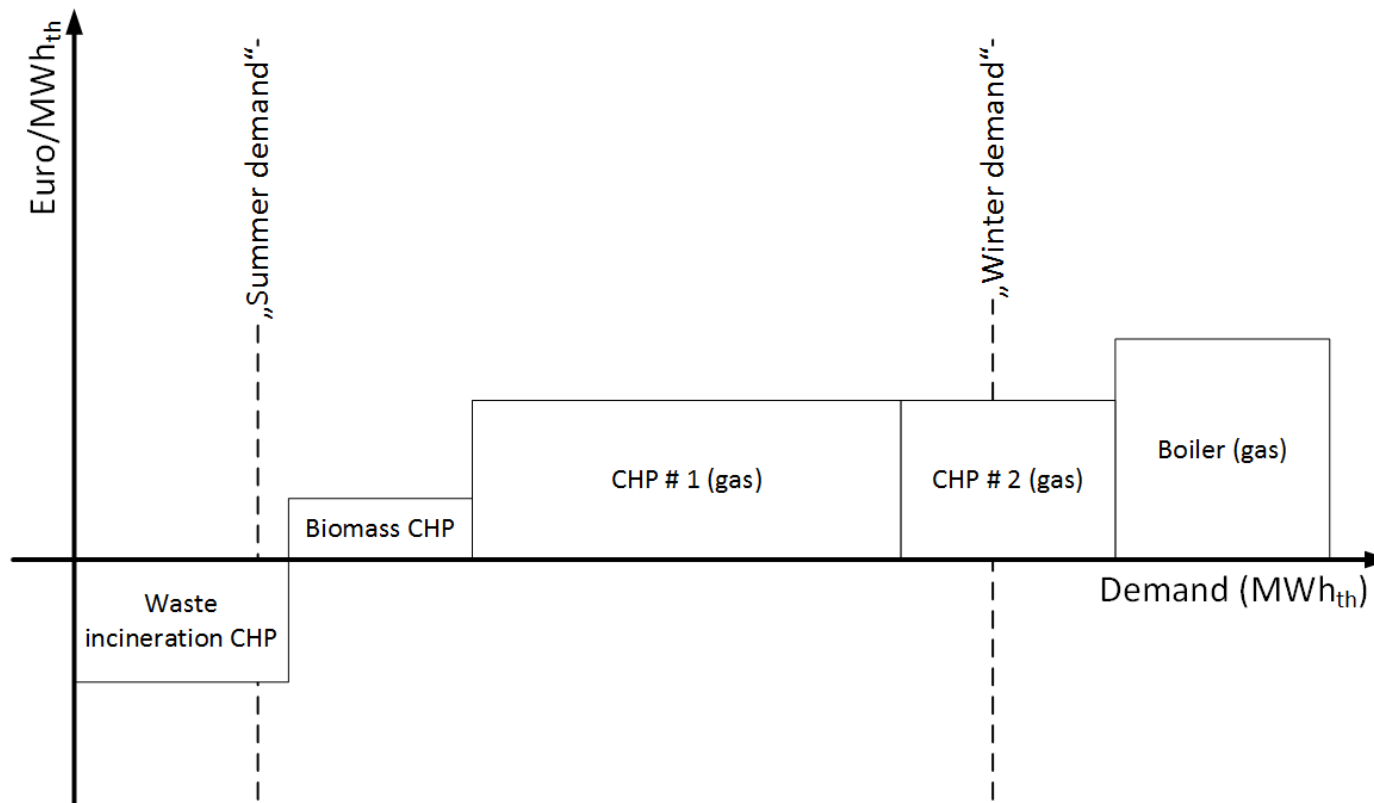 Euro/MWhth
„Summer demand“
„Winter demand“
Boiler (gas)
CHP # 1 (gas)
CHP # 2 (gas)
Biomass CHP
Waste
incineration CHP
Demand (MWhth)